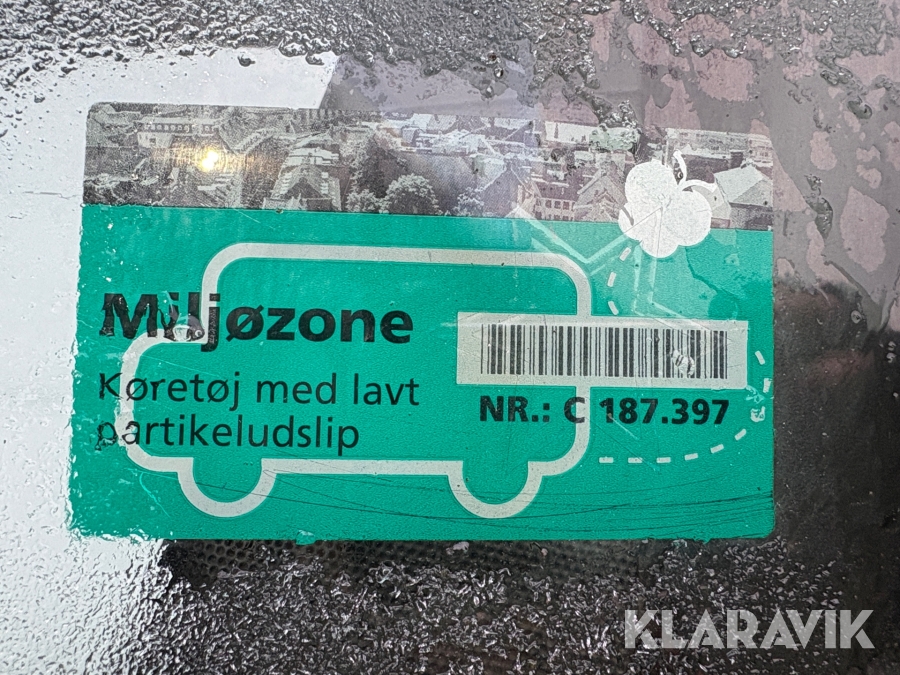 Miljøzone
Køretøj med lavt
partikeludslip
NR.: C 187.397
KLARAVIK